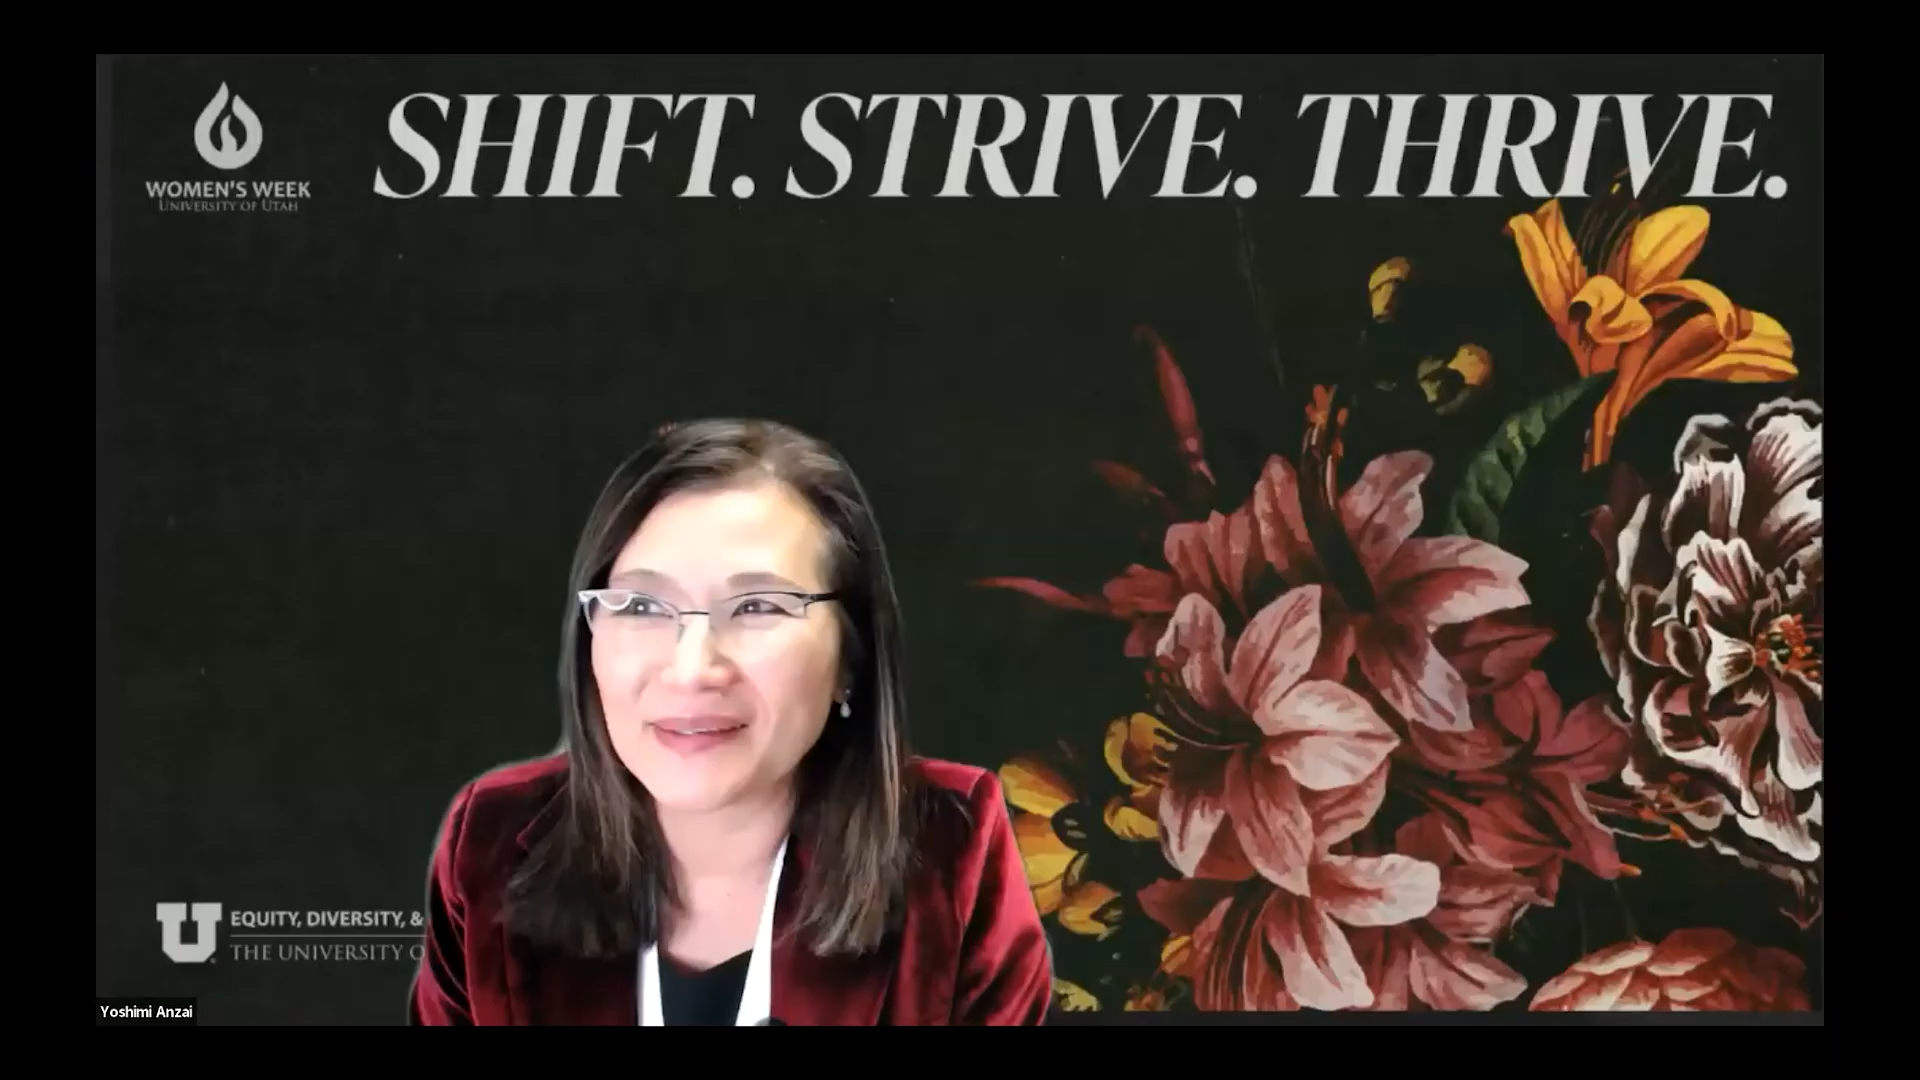 SHIFT. STRIVE. THRIVE.
WOMEN'S WEEK
UNIVERSITY OF UTAH
U EQUITY, DIVERSITY, &
THE UNIVERSITY O
Yoshimi Anzai